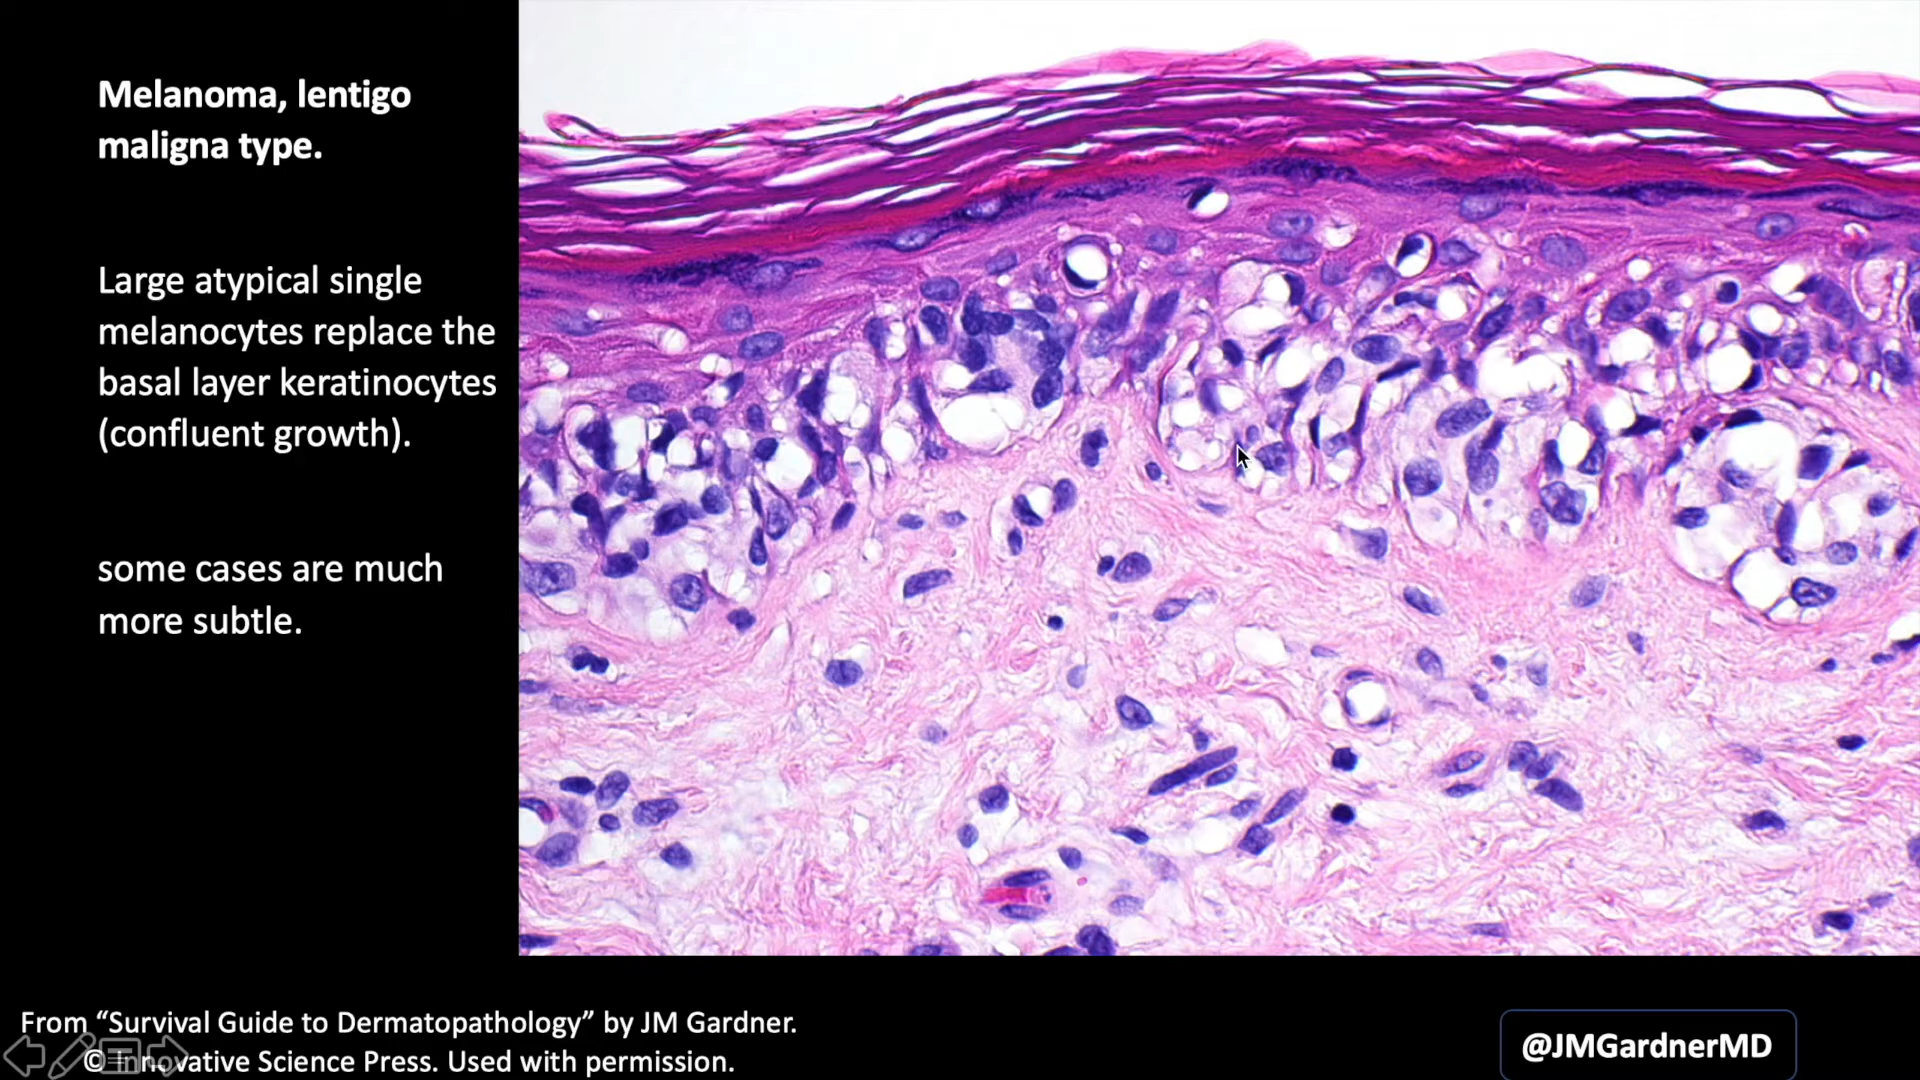 Melanoma, lentigo
maligna type.
Large atypical single
melanocytes replace the
basal layer keratinocytes
(confluent growth).
some cases are much
more subtle.
From “Survival Guide to Dermatopathology” by JM Gardner.
© Innovative Science Press. Used with permission.
@JMGardnerMD